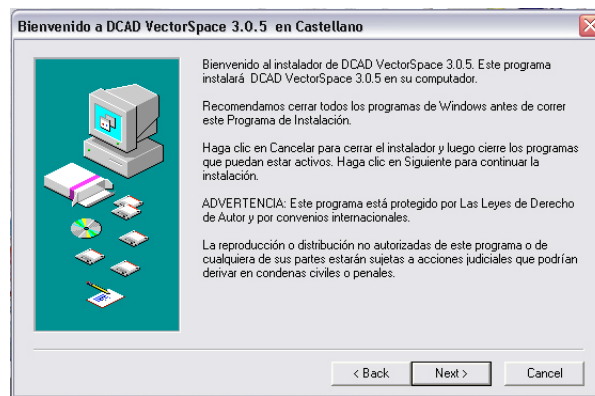 Bienvenido a DCAD VectorSpace 3.0.5 en Castellano
Bienvenido al instalador de DCAD VectorSpace 3.0.5. Este programa
instalará DCAD VectorSpace 3.0.5 en su computador.
Recomendamos cerrar todos los programas de Windows antes de correr
este Programa de Instalación.
Haga clic en Cancelar para cerrar el instalador y luego cierre los programas
que puedan estar activos. Haga clic en Siguiente para continuar la
instalación.
ADVERTENCIA: Este programa está protegido por Las Leyes de Derecho
de Autor y por convenios internacionales.
La reproducción o distribución no autorizadas de este programa o de
cualquiera de sus partes estarán sujetas a acciones judiciales que podrían
derivar en condenas civiles o penales.
< Back
Next >
Cancel